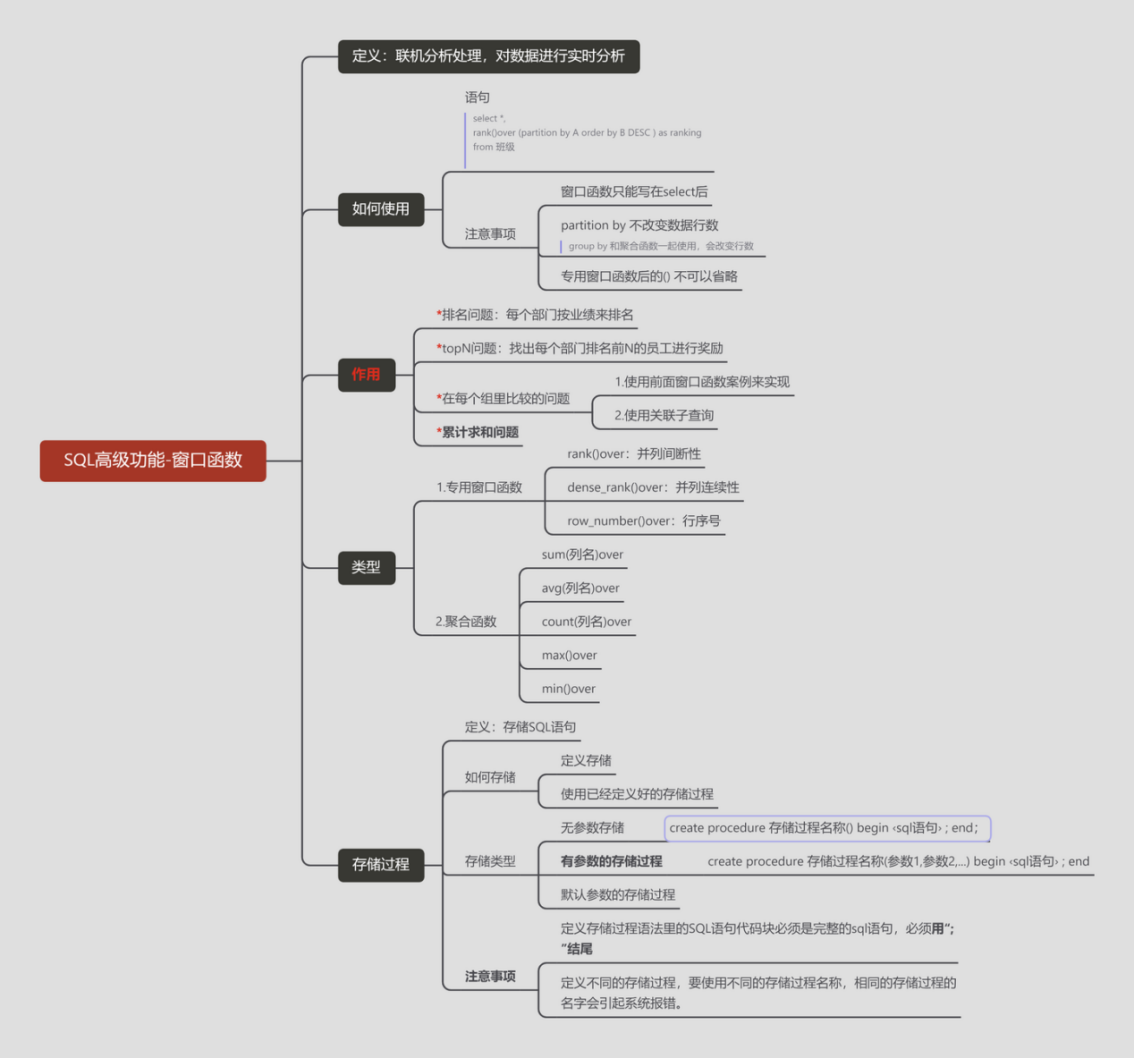 定义：联机分析处理，对数据进行实时分析
语句
select *,
rank()over (partition by A order by B DESC ) as ranking
from 班级
如何使用
窗口函数只能写在select后
注意事项
partition by 不改变数据行数
group by 和聚合函数一起使用，会改变行数
专用窗口函数后的() 不可以省略
*排名问题：每个部门按业绩来排名
*topN问题：找出每个部门排名前N的员工进行奖励
作用
*在每个组里比较的问题
1.使用前面窗口函数案例来实现
2.使用关联子查询
*累计求和问题
SQL高级功能-窗口函数
1.专用窗口函数
rank()over：并列间断性
dense_rank()over：并列连续性
row_number()over：行序号
类型
2.聚合函数
sum(列名)over
avg(列名)over
count(列名)over
max()over
min()over
定义：存储SQL语句
如何存储
定义存储
使用已经定义好的存储过程
存储过程
存储类型
无参数存储
create procedure 存储过程名称() begin ‹sql语句› ; end；
有参数的存储过程
create procedure 存储过程名称(参数1,参数2,...) begin ‹sql语句› ; end
默认参数的存储过程
注意事项
定义存储过程语法里的SQL语句代码块必须是完整的sql语句，必须用“;
”结尾
定义不同的存储过程，要使用不同的存储过程名称，相同的存储过程的
名字会引起系统报错。